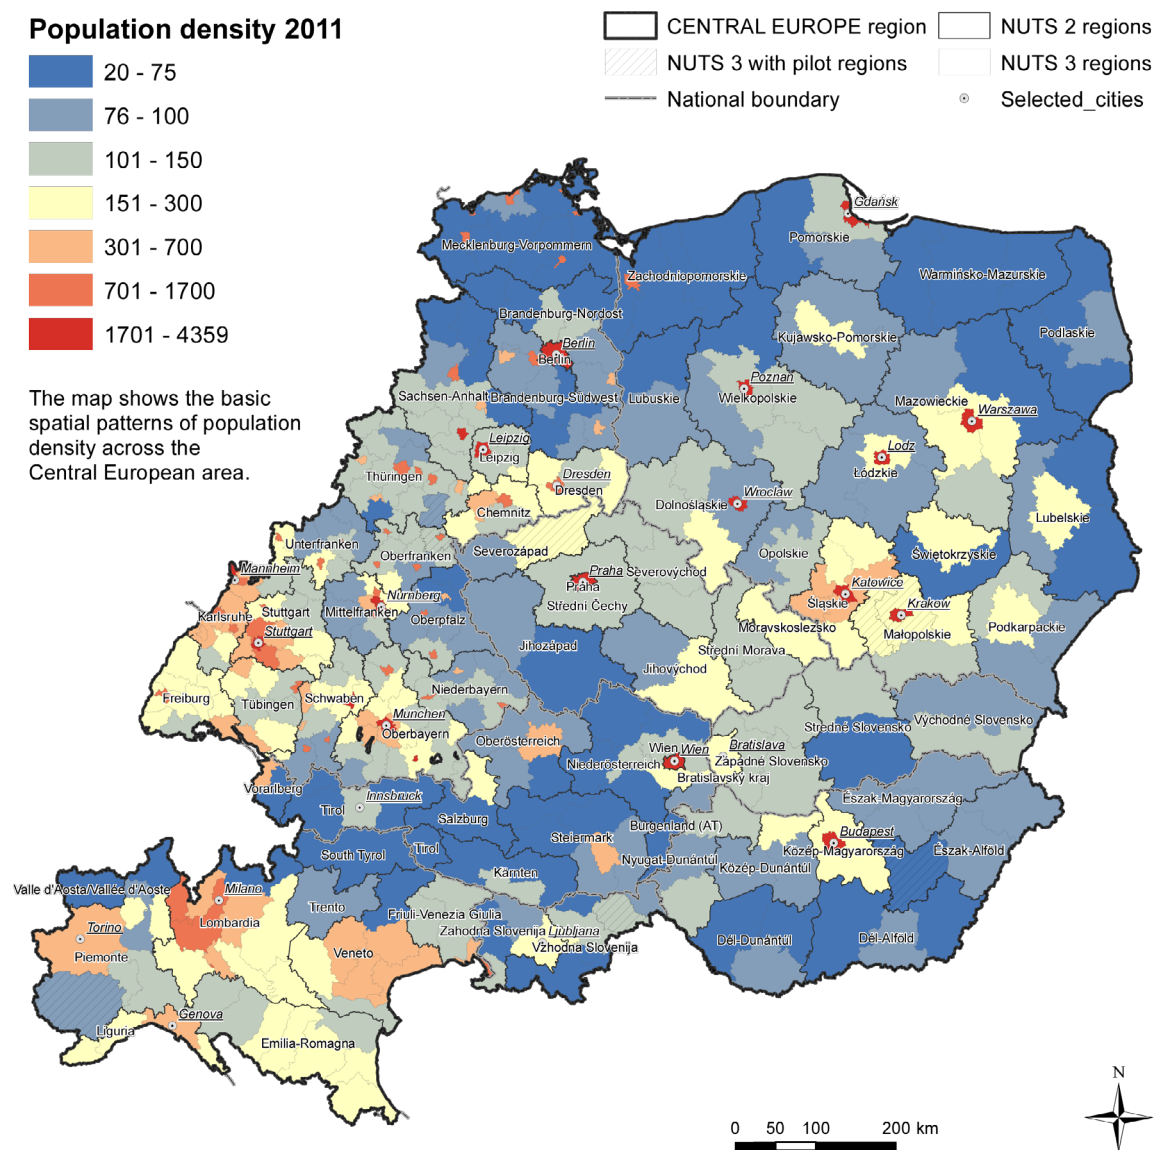 Population density 2011
20 - 75
76 - 100
101 - 150
151 - 300
301 - 700
701 - 1700
1701 - 4359
CENTRAL EUROPE region
NUTS 2 regions
NUTS 3 with pilot regions
NUTS 3 regions
National boundary
Selected_cities
The map shows the basic
spatial patterns of population
density across the
Central European area.
Gdańsk
Pomorskie
Mecklenburg-Vorpommern
Zachodniopomorskie
Warmińsko-Mazurskie
Brandenburg-Nordost
Kujawsko-Pomorskie
Podlaskie
Berlin
Berlin
Poznań
Sachsen-Anhalt
Brandenburg-Südwest
Lubuskie
Wielkopolskie
Mazowieckie
Warszawa
Leipzig
Leipzig
Lodz
Łódzkie
Thüringen
Dresden
Dresden
Wroclaw
Dolnośląskie
Chemnitz
Lubelskie
Unterfranken
Oberfranken
Severozápad
Opolskie
Świętokrzyskie
Mannheim
Praha
Praha
Severovýchod
Katowice
Śląskie
Nürnberg
Střední Čechy
Krakow
Karlsruhe
Stuttgart
Mittelfranken
Oberpfalz
Małopolskie
Podkarpackie
Stuttgart
Moravskoslezsko
Jihozápad
Střední Morava
Jihovýchod
Freiburg
Tübingen
Schwaben
Niederbayern
Munchen
Oberbayern
Oberösterreich
Stredné Slovensko
Východné Slovensko
Wien
Wien
Bratislava
Niederösterreich
Západné Slovensko
Bratislavský kraj
Vorarlberg
Innsbruck
Tirol
Salzburg
Észak-Magyarország
Burgenland (AT)
Steiermark
Budapest
Közép-Magyarország
Észak-Alföld
South Tyrol
Tirol
Nyugat-Dunántúl
Közép-Dunántúl
Kärnten
Valle d'Aosta/Vallée d'Aoste
Milano
Trento
Friuli-Venezia Giulia
Lombardia
Torino
Zahodna Slovenija
Ljubljana
Vzhodna Slovenija
Dél-Dunántúl
Dél-Alföld
Piemonte
Veneto
Genova
Liguria
Emilia-Romagna
N
0 50 100 200 km